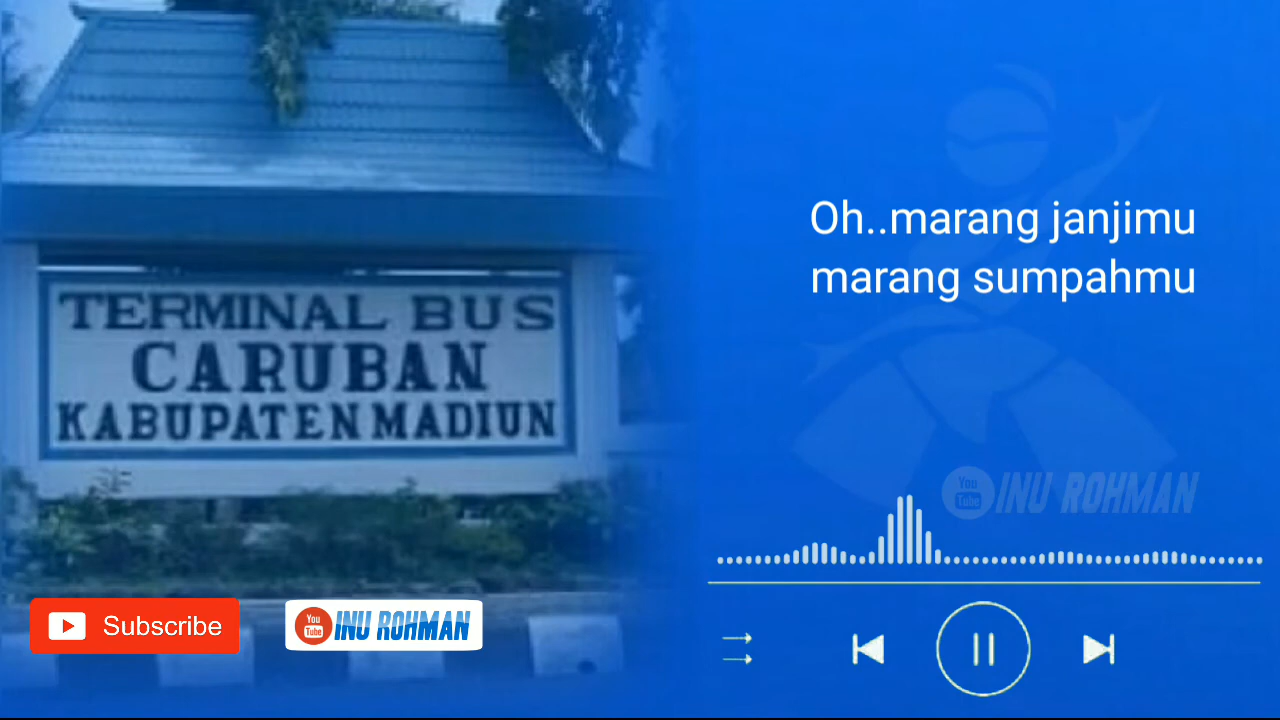 TERMINAL BUS
CARUBAN
KABUPATEN MADIUN
Oh..marang janjimu
marang sumpahmu
You
Tube
INU ROHMAN
Subscribe
You
Tube
INU ROHMAN